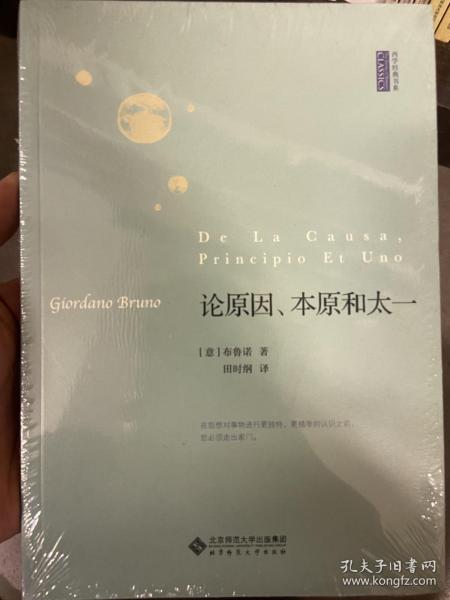 西学经典书系
CLASSICS
De La Causa,
Principio Et Uno
Giordano Bruno
论原因、本原和太一
[意]布鲁诺 著
田时纲 译
在您想对事物进行更独特、更精准的认识之前,
您必须走出家门。
北京师范大学出版集团
北京师范大学出版社
孔夫子旧书网
www.kongfz.com